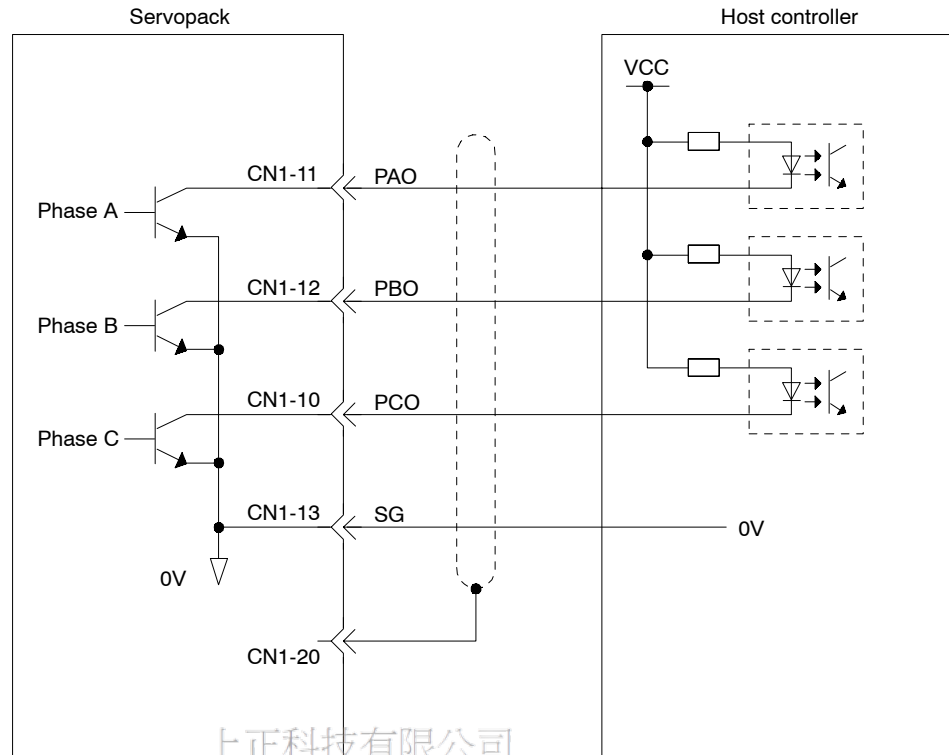 Servopack
Host controller
VCC
CN1-11
PAO
Phase A
CN1-12
PBO
Phase B
CN1-10
PCO
Phase C
CN1-13
SG
0V
0V
CN1-20
上正科技有限公司